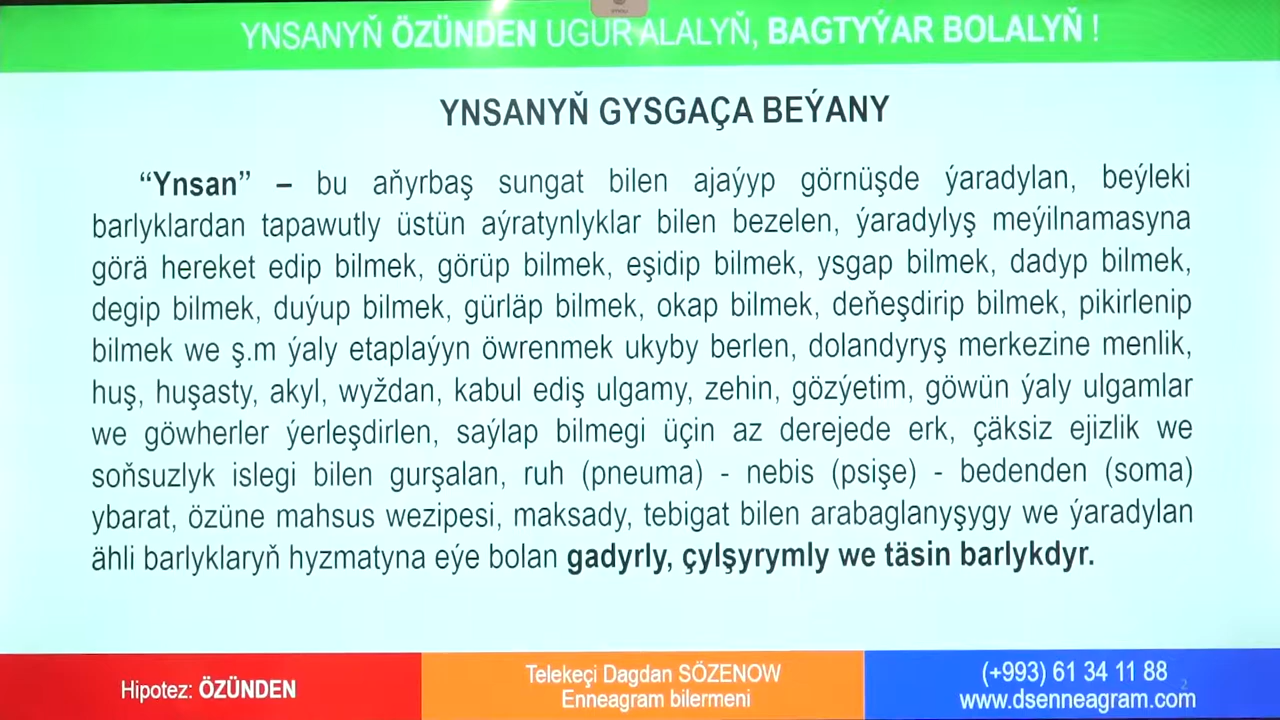 YNSANYŇ ÖZÜNDEN UGUR ALALYŇ, BAGTYÝAR BOLALYŇ !
YNSANYŇ GYSGAÇA BEÝANY
“Ynsan” – bu aňyrbaş sungat bilen ajaýyp görnüşde ýaradylan, beýleki
barlyklardan tapawutly üstün aýratynlyklar bilen bezelen, ýaradylyş meýilnamasyna
görä hereket edip bilmek, görüp bilmek, eşidip bilmek, ysgap bilmek, dadyp bilmek,
degip bilmek, duýup bilmek, gürläp bilmek, okap bilmek, deňeşdirip bilmek, pikirlenip
bilmek we ş.m ýaly etaplaýyn öwrenmek ukyby berlen, dolandyryş merkezine menlik,
huş, huşasty, akyl, wyždan, kabul ediş ulgamy, zehin, gözýetim, göwün ýaly ulgamlar
we göwherler ýerleşdirlen, saýlap bilmegi üçin az derejede erk, çäksiz ejizlik we
soňsuzlyk islegi bilen gurşalan, ruh (pneuma) - nebis (psişe) - bedenden (soma)
ybarat, özüne mahsus wezipesi, maksady, tebigat bilen arabaglanyşygy we ýaradylan
ähli barlyklaryň hyzmatyna eýe bolan gadyrly, çylşyrymly we täsin barlykdyr.
Hipotez: ÖZÜNDEN
Telekeçi Dagdan SÖZENOW
Enneagram bilermeni
(+993) 61 34 11 88
www.dsenneagram.com
2